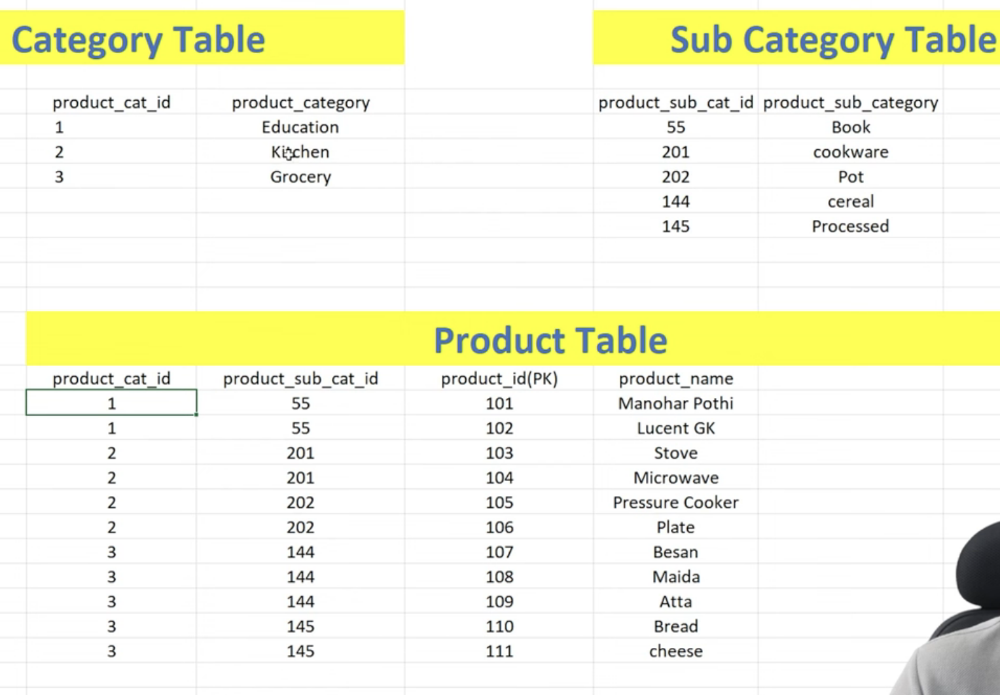 Category Table
Sub Category Table
product_cat_id product_category
1 Education
2 Kitchen
3 Grocery
product_sub_cat_id product_sub_category
55 Book
201 cookware
202 Pot
144 cereal
145 Processed
Product Table
product_cat_id product_sub_cat_id product_id(PK) product_name
1 55 101 Manohar Pothi
1 55 102 Lucent GK
2 201 103 Stove
2 201 104 Microwave
2 202 105 Pressure Cooker
2 202 106 Plate
3 144 107 Besan
3 144 108 Maida
3 144 109 Atta
3 145 110 Bread
3 145 111 cheese